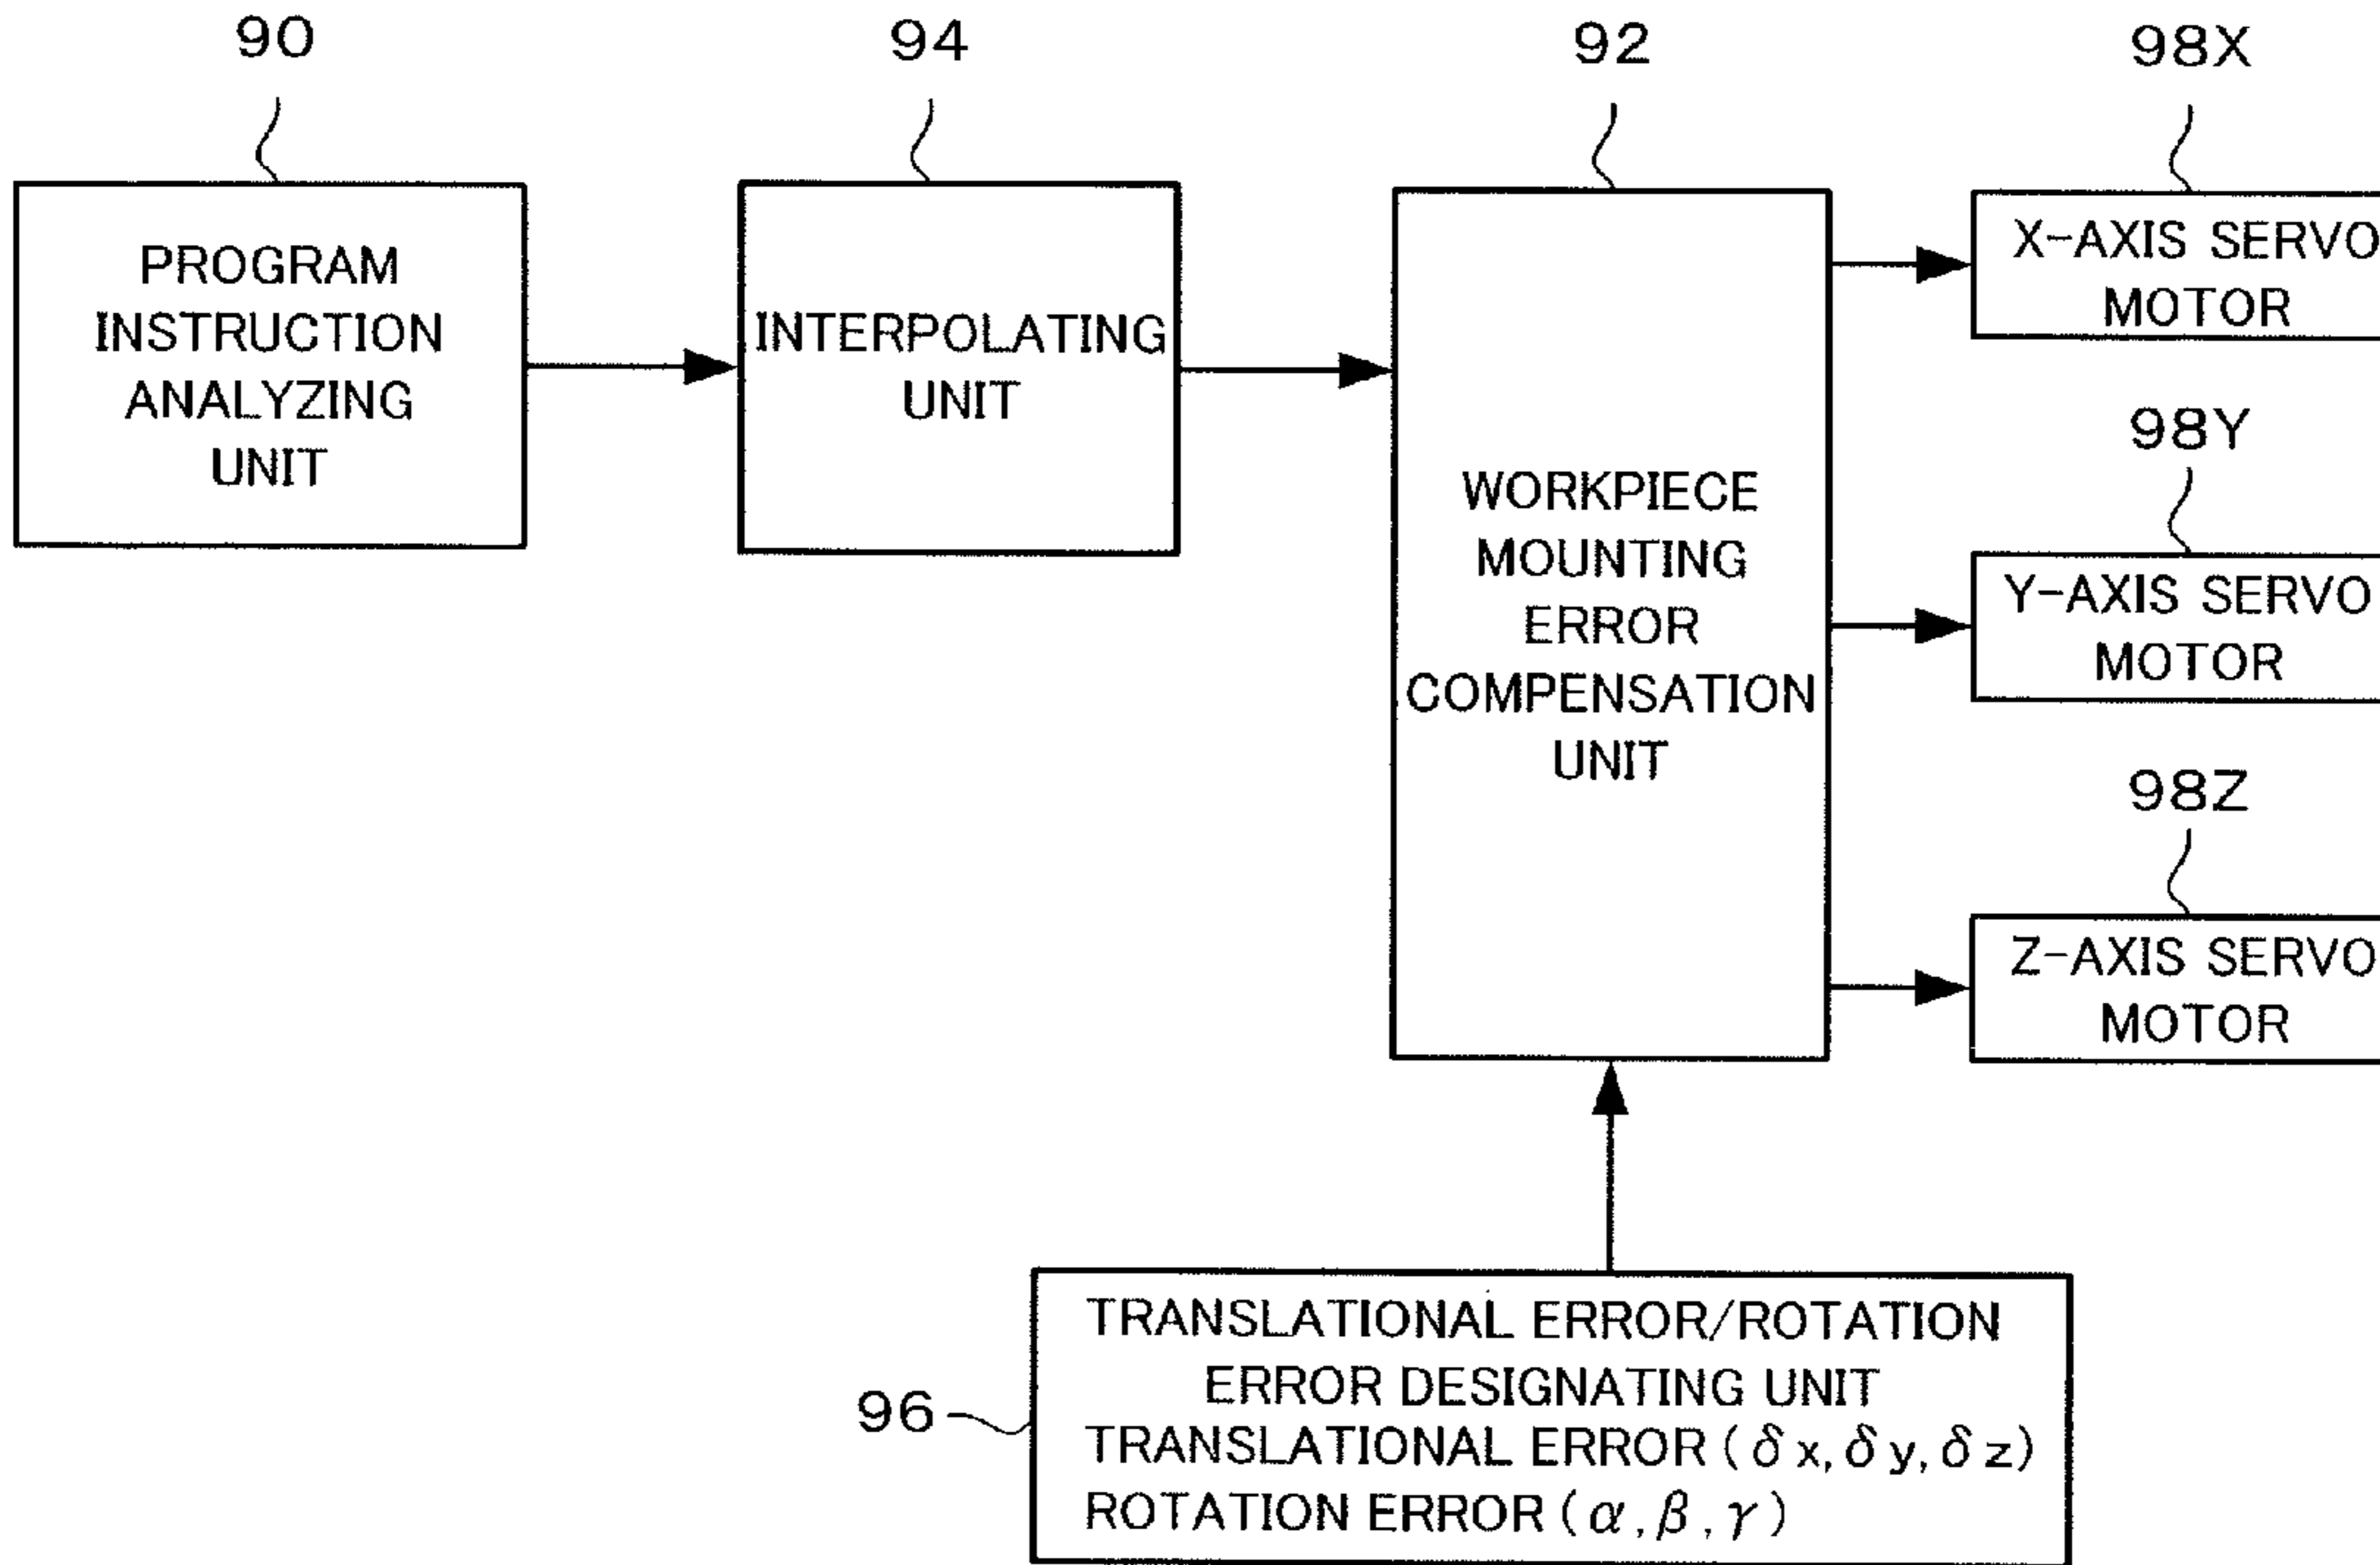 90
94
92
98X
PROGRAM
INSTRUCTION
ANALYZING
UNIT
INTERPOLATING
UNIT
WORKPIECE
MOUNTING
ERROR
COMPENSATION
UNIT
X-AXIS SERVO
MOTOR
98Y
Y-AXIS SERVO
MOTOR
98Z
Z-AXIS SERVO
MOTOR
96
TRANSLATIONAL ERROR/ROTATION
ERROR DESIGNATING UNIT
TRANSLATIONAL ERROR (δx, δy, δz)
ROTATION ERROR (α, β, γ)